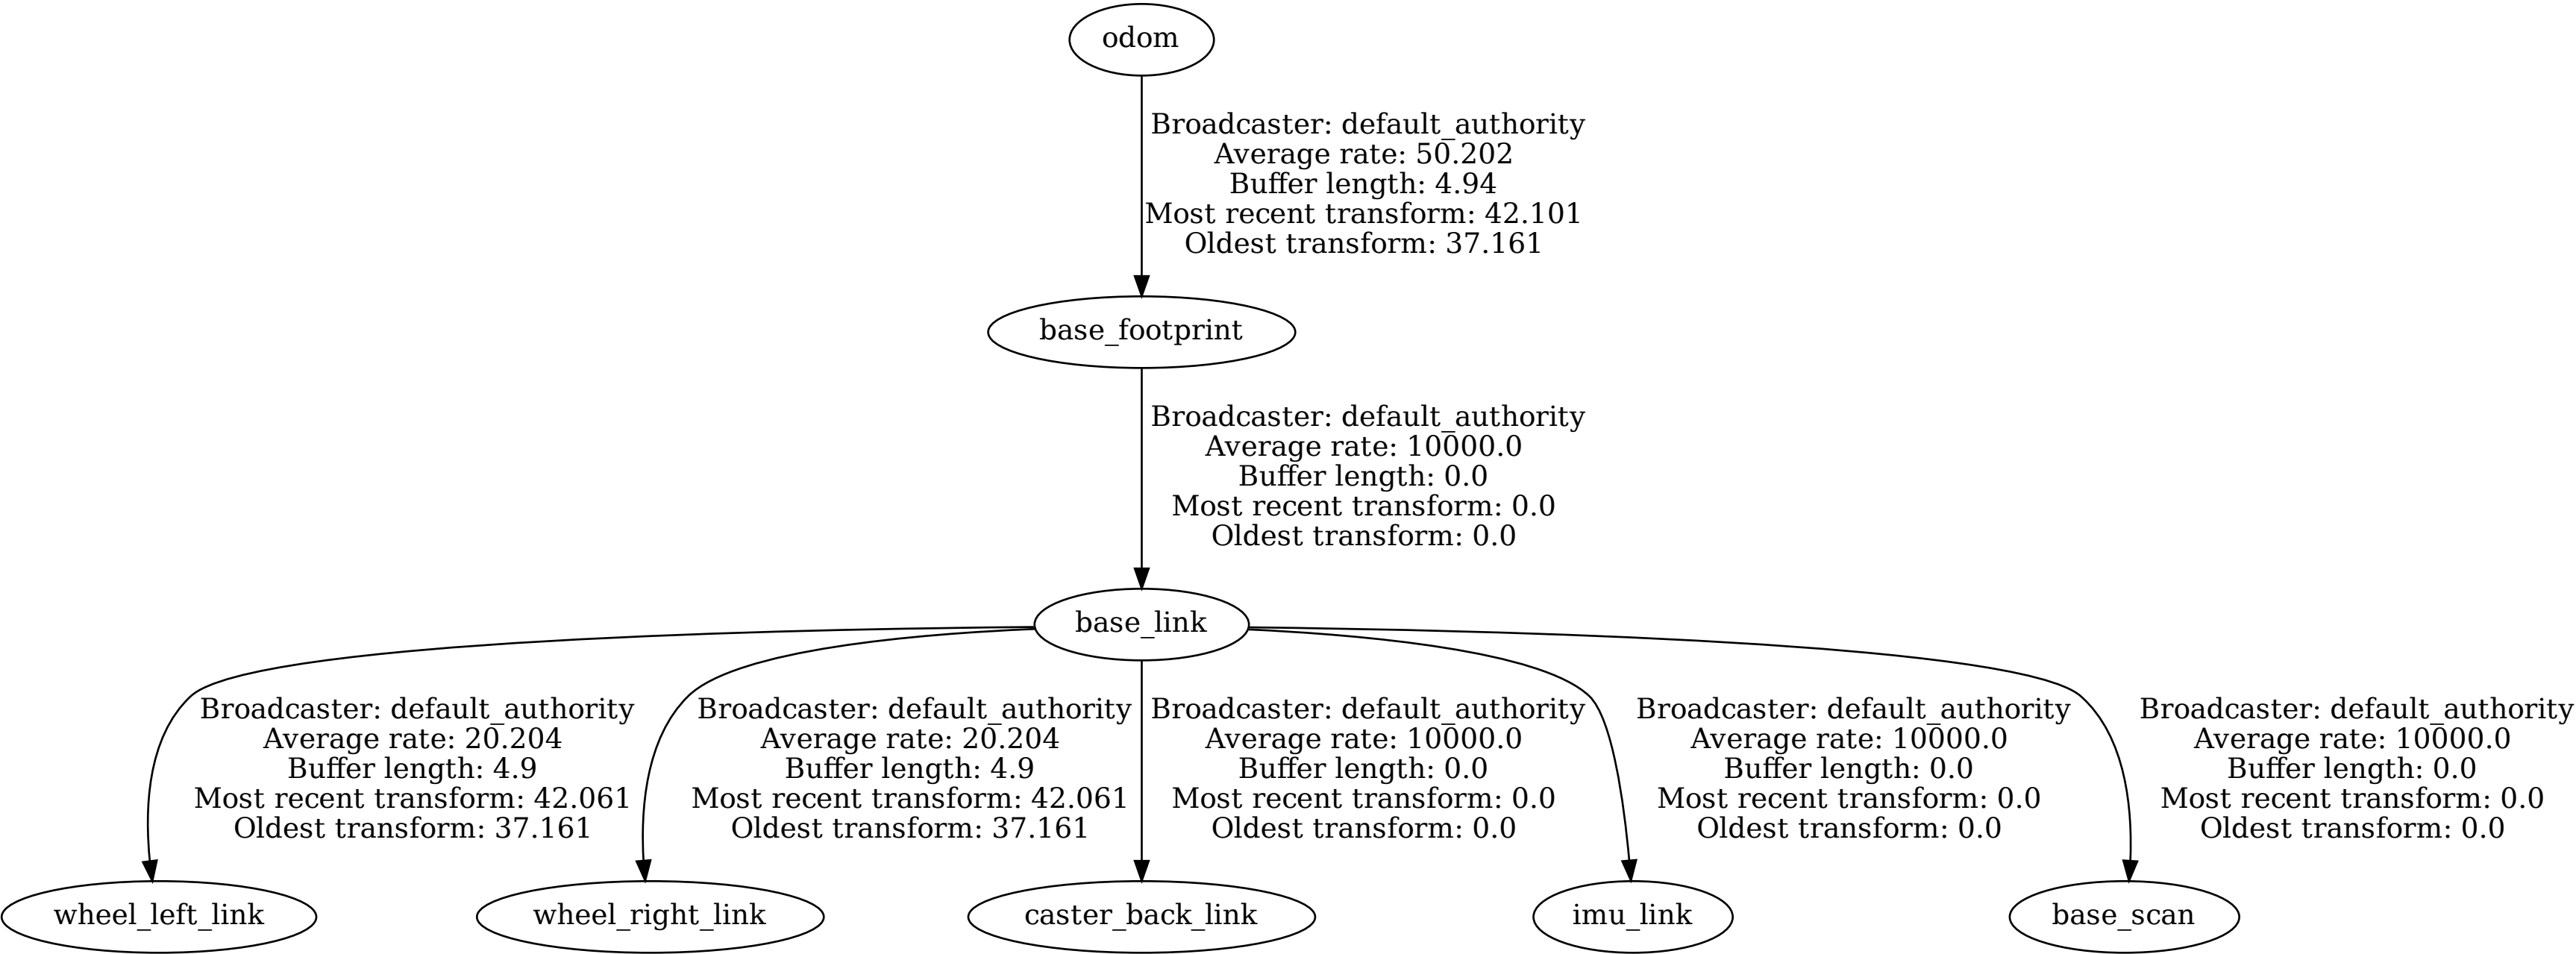 odom
Broadcaster: default_authority
Average rate: 50.202
Buffer length: 4.94
Most recent transform: 42.101
Oldest transform: 37.161
base_footprint
Broadcaster: default_authority
Average rate: 10000.0
Buffer length: 0.0
Most recent transform: 0.0
Oldest transform: 0.0
base_link
Broadcaster: default_authority
Average rate: 20.204
Buffer length: 4.9
Most recent transform: 42.061
Oldest transform: 37.161
Broadcaster: default_authority
Average rate: 20.204
Buffer length: 4.9
Most recent transform: 42.061
Oldest transform: 37.161
Broadcaster: default_authority
Average rate: 10000.0
Buffer length: 0.0
Most recent transform: 0.0
Oldest transform: 0.0
Broadcaster: default_authority
Average rate: 10000.0
Buffer length: 0.0
Most recent transform: 0.0
Oldest transform: 0.0
Broadcaster: default_authority
Average rate: 10000.0
Buffer length: 0.0
Most recent transform: 0.0
Oldest transform: 0.0
wheel_left_link
wheel_right_link
caster_back_link
imu_link
base_scan